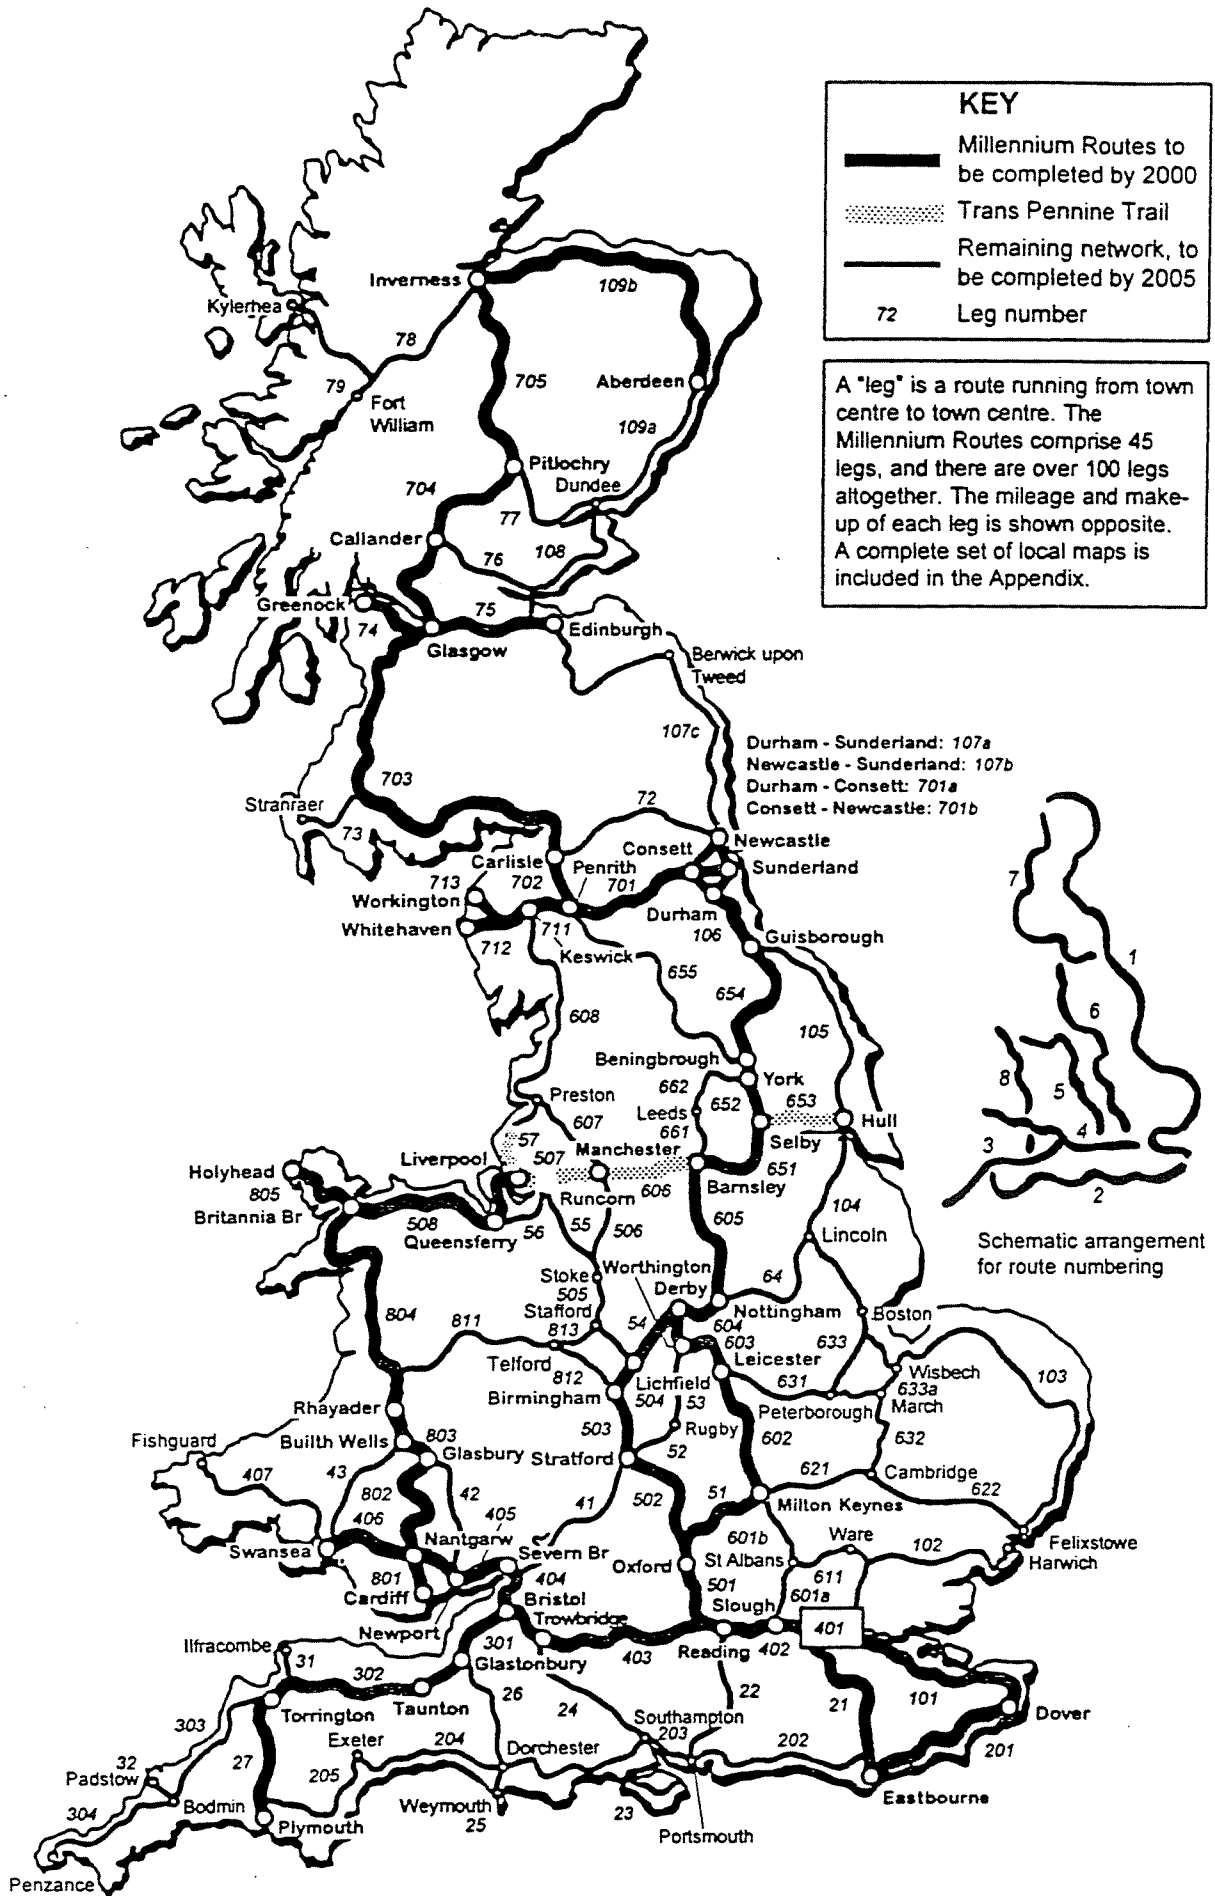 KEY
Millennium Routes to
be completed by 2000
Trans Pennine Trail
Remaining network, to
be completed by 2005
72 Leg number
A "leg" is a route running from town
centre to town centre. The
Millennium Routes comprise 45
legs, and there are over 100 legs
altogether. The mileage and make-
up of each leg is shown opposite.
A complete set of local maps is
included in the Appendix.
Inverness
109b
Kylerhea
78
79
705
Aberdeen
Fort
William
109a
Pitlochry
Dundee
704
77
Callander
76
108
Greenock
75
74
Edinburgh
Glasgow
Berwick upon
Tweed
107c
Durham - Sunderland: 107a
Newcastle - Sunderland: 107b
Durham - Consett: 701a
Consett - Newcastle: 701b
703
Stranraer
72
73
Newcastle
Consett
Carlisle
Penrith
Sunderland
713
702
701
Workington
Durham
Whitehaven
711
106
712
Keswick
Guisborough
655
654
608
105
Beningbrough
662
York
Preston
652
653
Leeds
607
661
Hull
57
Selby
Manchester
507
Liverpool
651
Holyhead
606
Barnsley
805
Runcorn
Britannia Br
104
508
56
55
506
605
Queensferry
Lincoln
Worthington
Stoke
Derby
64
505
Nottingham
Stafford
Boston
804
811
813
54
604
633
603
Telford
Leicester
Wisbech
812
Lichfield
631
633a
103
Birmingham
504
53
Peterborough
March
Rhayader
Rugby
503
602
632
Builth Wells
803
Fishguard
Glasbury
Stratford
52
407
43
621
Cambridge
802
42
41
502
51
622
405
Milton Keynes
406
Nantgarw
601b
Ware
Swansea
Severn Br
Felixstowe
Oxford
St Albans
102
Harwich
801
404
501
611
Cardiff
Bristol
Slough
601a
Newport
Trowbridge
401
Ilfracombe
301
Reading
402
31
403
302
Glastonbury
22
21
101
26
Torrington
Taunton
24
Southampton
Dover
303
Exeter
203
204
Dorchester
202
201
32
27
Padstow
205
Weymouth
304
Bodmin
Eastbourne
Plymouth
25
23
Portsmouth
Penzance
7
1
6
8
5
3
4
2
Schematic arrangement
for route numbering